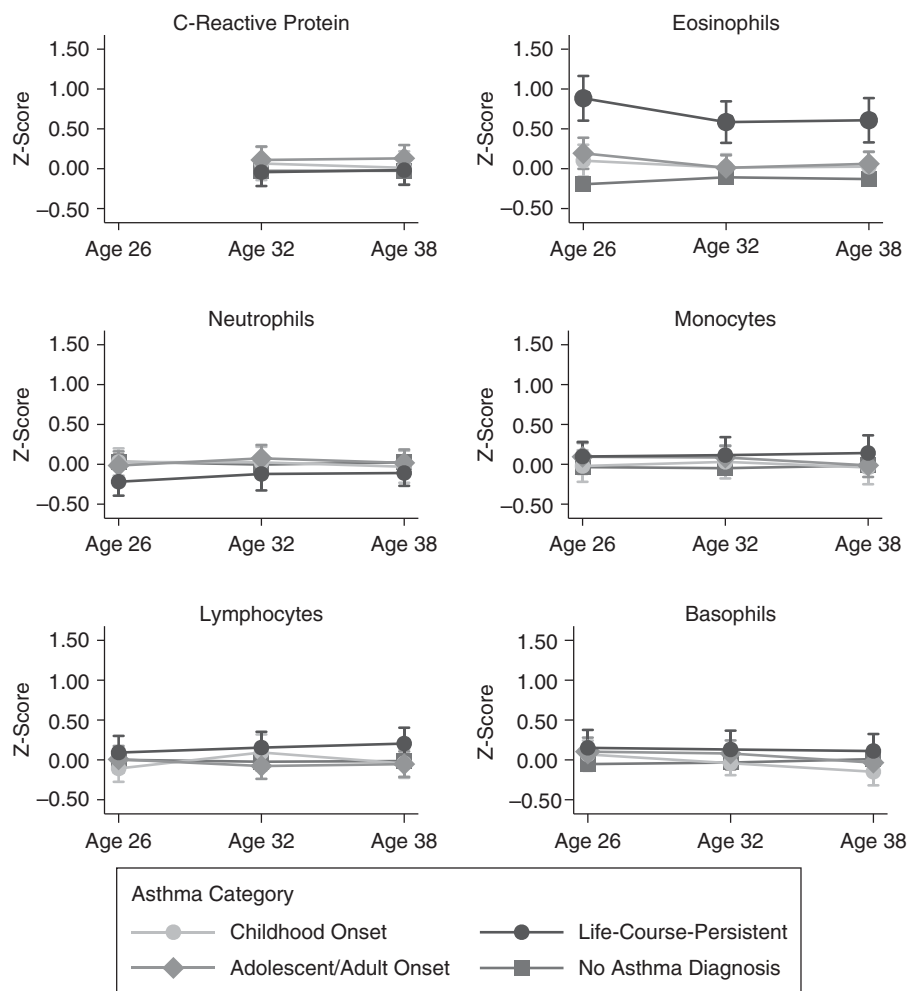 C-Reactive Protein
1.50
1.00
0.50
0.00
–0.50
Z-Score
Age 26
Age 32
Age 38
Eosinophils
1.50
1.00
0.50
0.00
–0.50
Z-Score
Age 26
Age 32
Age 38
Neutrophils
1.50
1.00
0.50
0.00
–0.50
Z-Score
Age 26
Age 32
Age 38
Monocytes
1.50
1.00
0.50
0.00
–0.50
Z-Score
Age 26
Age 32
Age 38
Lymphocytes
1.50
1.00
0.50
0.00
–0.50
Z-Score
Age 26
Age 32
Age 38
Basophils
1.50
1.00
0.50
0.00
–0.50
Z-Score
Age 26
Age 32
Age 38
Asthma Category
Childhood Onset
Life-Course-Persistent
Adolescent/Adult Onset
No Asthma Diagnosis